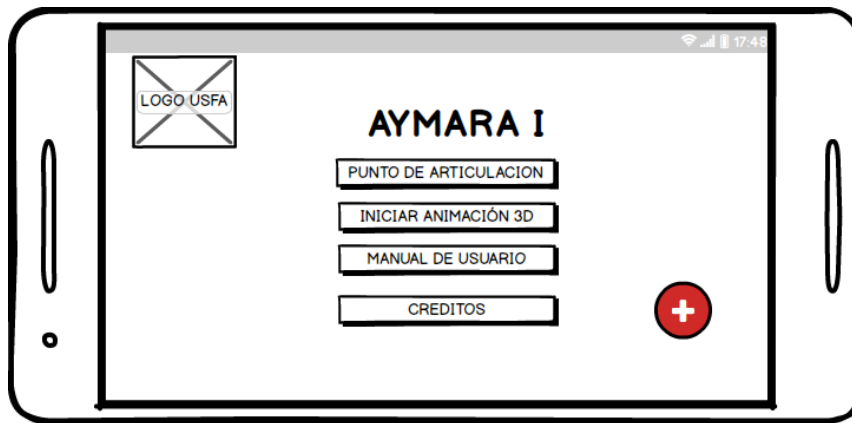 17:48
LOGO USFA
AYMARA I
PUNTO DE ARTICULACION
INICIAR ANIMACIÓN 3D
MANUAL DE USUARIO
CREDITOS